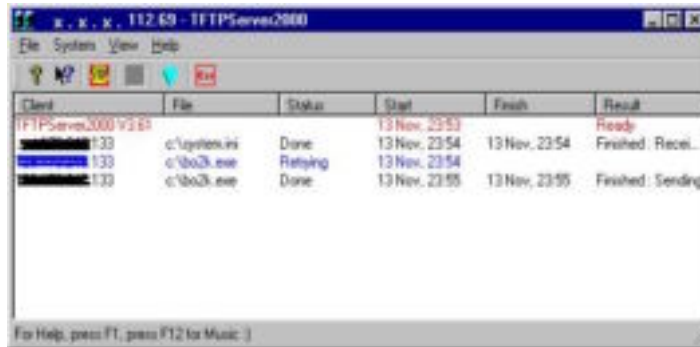 x . x . x . 112.69 - TFTPServer2000
File System View Help
Client File Status Start Finish Result
TFTPServer2000 V3.61 13 Nov, 23:53 Ready
133 c:\system.ini Done 13 Nov, 23:54 13 Nov, 23:54 Finished : Recei...
133 c:\bo2k.exe Retrying 13 Nov, 23:54
133 c:\bo2k.exe Done 13 Nov, 23:55 13 Nov, 23:55 Finished : Sending
For Help, press F1, press F12 for Music :)